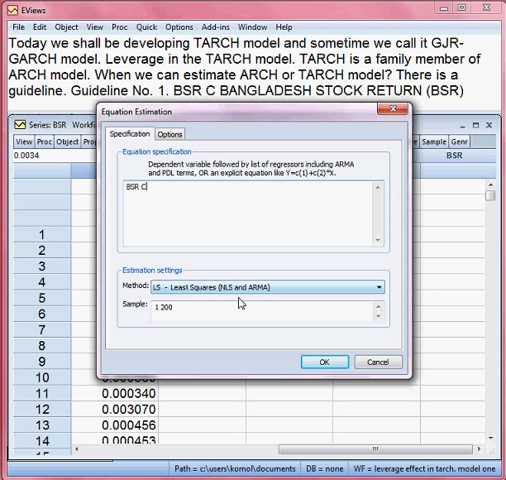 EViews
File Edit Object View Proc Quick Options Window Help
Today we shall be developing TARCH model and sometime we call it GJR-
GARCH model. Leverage in the TARCH model. TARCH is a family member of
ARCH model. When we can estimate ARCH or TARCH model? There is a
guideline. Guideline No. 1. BSR C BANGLADESH STOCK RETURN (BSR)
Equation Estimation
Series: BSR
View Proc Object
Sample Genr
Specification Options
0.0034
BSR
Equation specification
Dependent variable followed by list of regressors including ARMA
and PDL terms, OR an explicit equation like Y=c(1)+c(2)*X.
BSR C
Estimation settings
Method: LS - Least Squares (NLS and ARMA)
Sample: 1 200
OK Cancel
1
2
3
4
5
6
7
8
9
10
11 0.000340
12 0.003070
13 0.000456
14 0.000453
Path = c:\users\komol\documents DB = none WF = leverage effect in tarch. model one